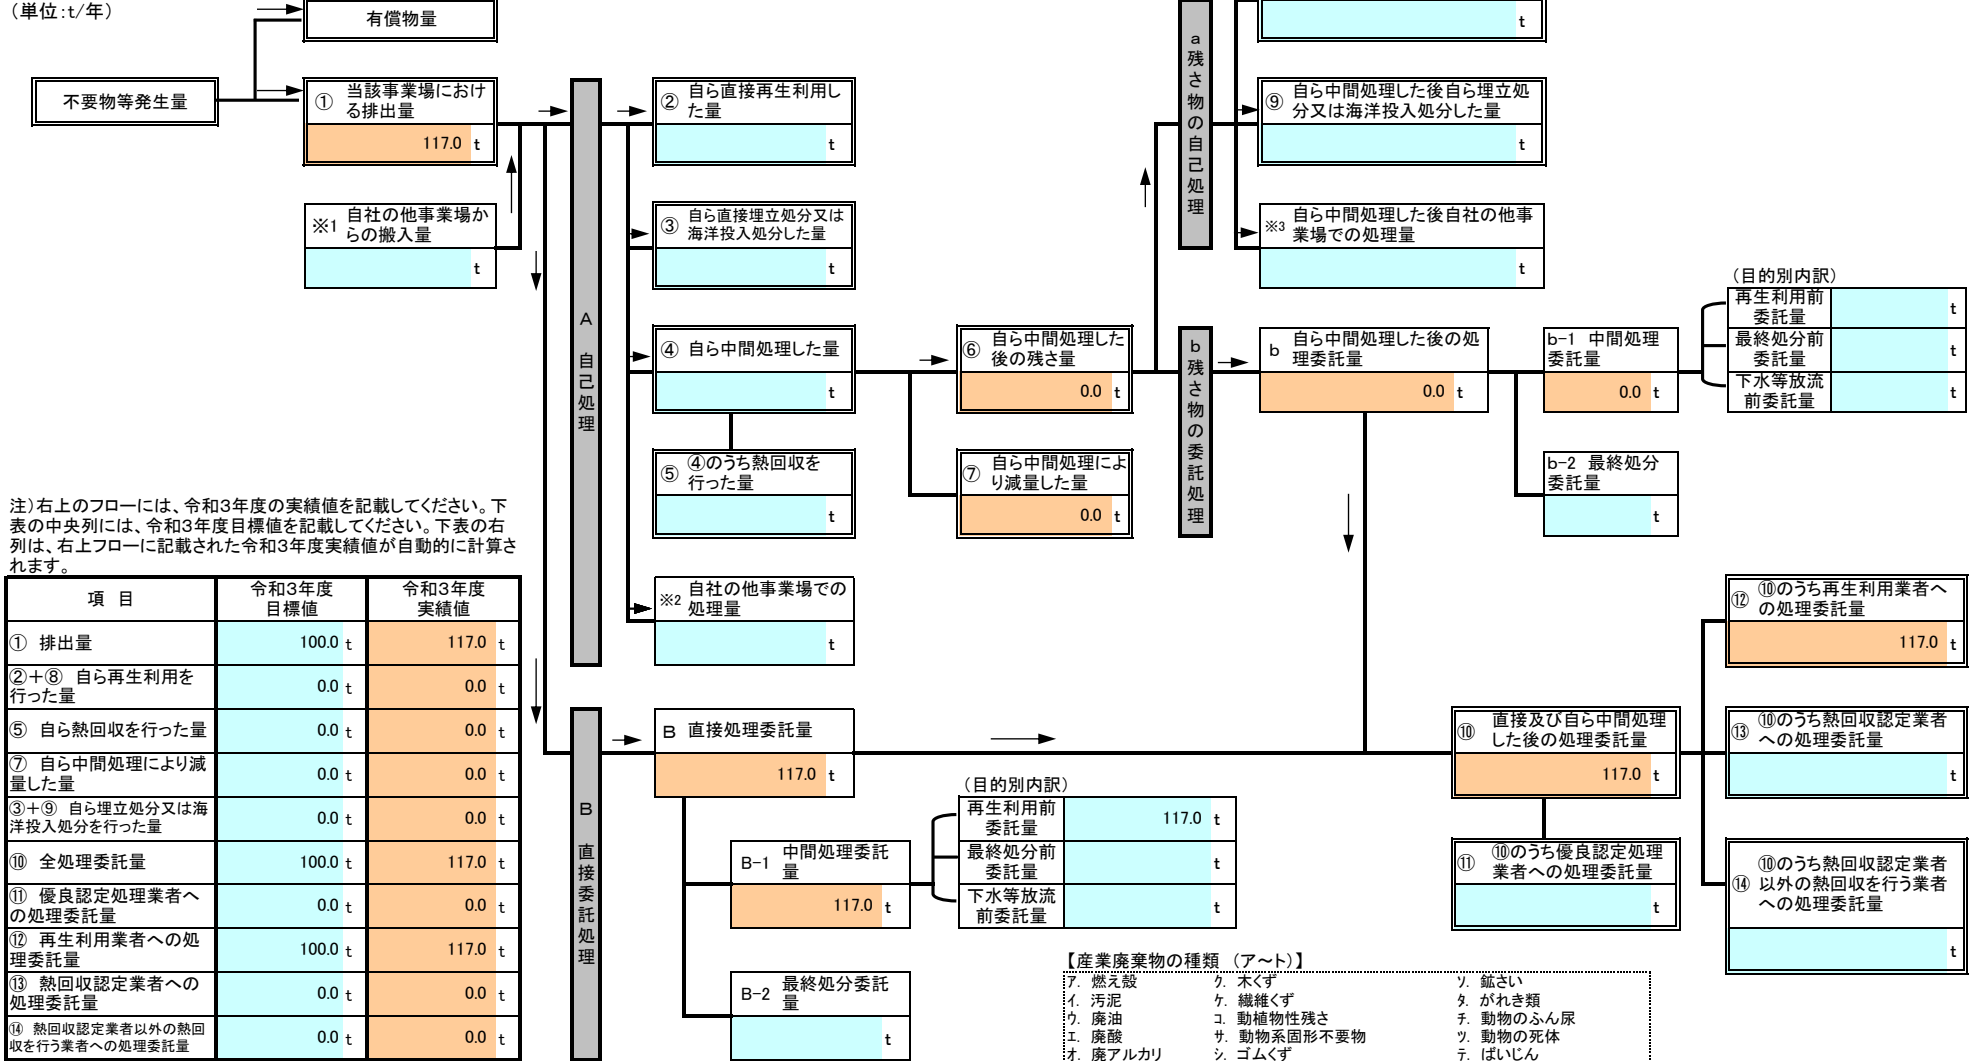 （単位：t/年）
有償物量
t
不要物等発生量
① 当該事業場におけ
る排出量
117.0 t
※1 自社の他事業場か
らの搬入量
t
A 自己処理
② 自ら直接再生利用し
た量
t
③ 自ら直接埋立処分又は
海洋投入処分した量
t
④ 自ら中間処理した量
t
⑤ ④のうち熱回収を
行った量
t
※2 自社の他事業場での
処理量
t
⑥ 自ら中間処理した
後の残さ量
0.0 t
⑦ 自ら中間処理によ
り減量した量
0.0 t
a 残さ物の自己処理
⑨ 自ら中間処理した後自ら埋立処
分又は海洋投入処分した量
t
※3 自ら中間処理した後自社の他事
業場での処理量
t
b 残さ物の委託処理
b 自ら中間処理した後の処
理委託量
0.0 t
b-1 中間処理
委託量
0.0 t
b-2 最終処分
委託量
t
（目的別内訳）
再生利用前
委託量 t
最終処分前
委託量 t
下水等放流
前委託量 t
注）右上のフローには、令和3年度の実績値を記載してください。下
表の中央列には、令和3年度目標値を記載してください。下表の右
列は、右上フローに記載された令和3年度実績値が自動的に計算さ
れます。
項 目 令和3年度 目標値 令和3年度 実績値
① 排出量 100.0 t 117.0 t
②＋⑧ 自ら再生利用を
行った量 0.0 t 0.0 t
⑤ 自ら熱回収を行った量 0.0 t 0.0 t
⑦ 自ら中間処理により減
量した量 0.0 t 0.0 t
③＋⑨ 自ら埋立処分又は海
洋投入処分を行った量 0.0 t 0.0 t
⑩ 全処理委託量 100.0 t 117.0 t
⑪ 優良認定処理業者へ
の処理委託量 0.0 t 0.0 t
⑫ 再生利用業者への処
理委託量 100.0 t 117.0 t
⑬ 熱回収認定業者への
処理委託量 0.0 t 0.0 t
⑭ 熱回収認定業者以外の熱回
収を行う業者への処理委託量 0.0 t 0.0 t
B 直接委託処理
B 直接処理委託量
117.0 t
B-1 中間処理委託
量
117.0 t
B-2 最終処分委託
量
t
（目的別内訳）
再生利用前
委託量 117.0 t
最終処分前
委託量 t
下水等放流
前委託量 t
⑩ 直接及び自ら中間処理
した後の処理委託量
117.0 t
⑪ ⑩のうち優良認定処理
業者への処理委託量
t
⑫ ⑩のうち再生利用業者へ
の処理委託量
117.0 t
⑬ ⑩のうち熱回収認定業者
への処理委託量
t
⑭ ⑩のうち熱回収認定業者
以外の熱回収を行う業者
への処理委託量
t
【産業廃棄物の種類 （ア～ト）】
ア. 燃え殻 ク. 木くず ソ. 鉱さい
イ. 汚泥 ケ. 繊維くず タ. がれき類
ウ. 廃油 コ. 動植物性残さ チ. 動物のふん尿
エ. 廃酸 サ. 動物系固形不要物 ツ. 動物の死体
オ. 廃アルカリ シ. ゴムくず テ. ばいじん